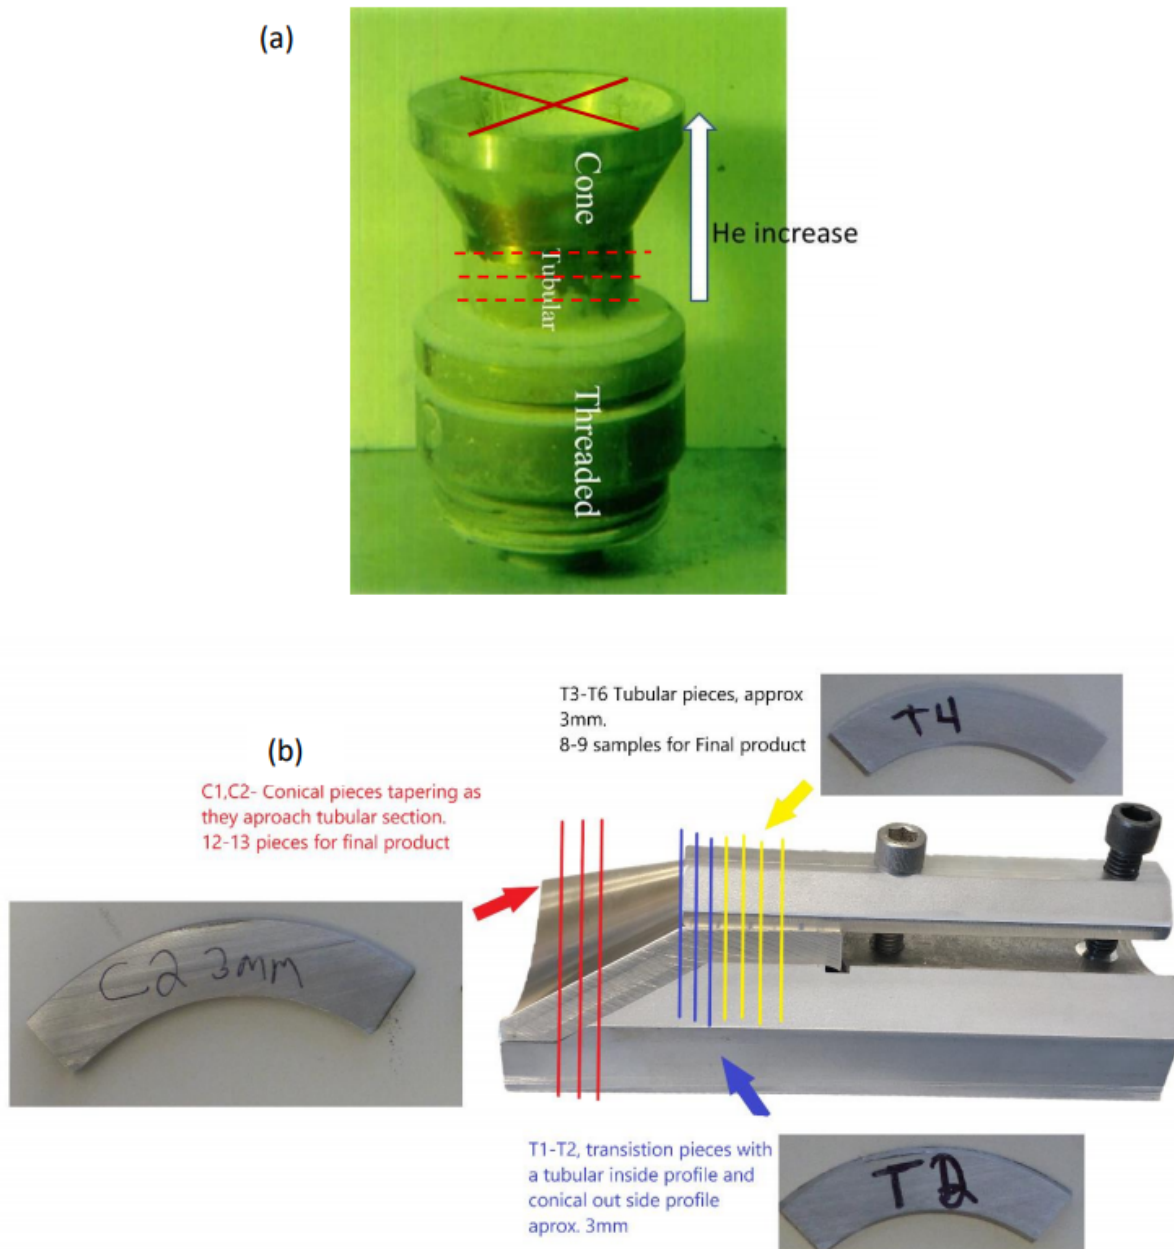 (a)
Cone
He increase
Tubular
Threaded
T3-T6 Tubular pieces, approx
3mm.
8-9 samples for Final product
T4
(b)
C1,C2- Conical pieces tapering as
they aproach tubular section.
12-13 pieces for final product
C2 3mm
T1-T2, transistion pieces with
a tubular inside profile and
conical out side profile
aprox. 3mm
T2